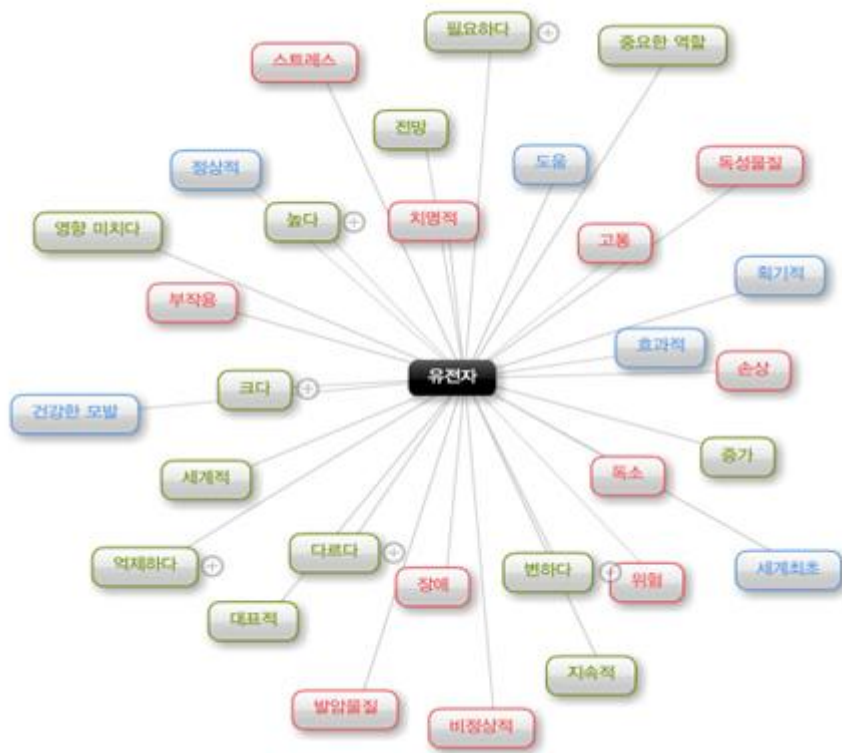 필요하다
중요한 역할
스트레스
전망
정상적
도움
독성물질
높다
치명적
영향 미치다
고통
획기적
부작용
효과적
유전자
손상
크다
건강한 모발
증가
세계적
독소
다르다
억제하다
변하다
위험
세계최초
장애
대표적
지속적
발암물질
비정상적